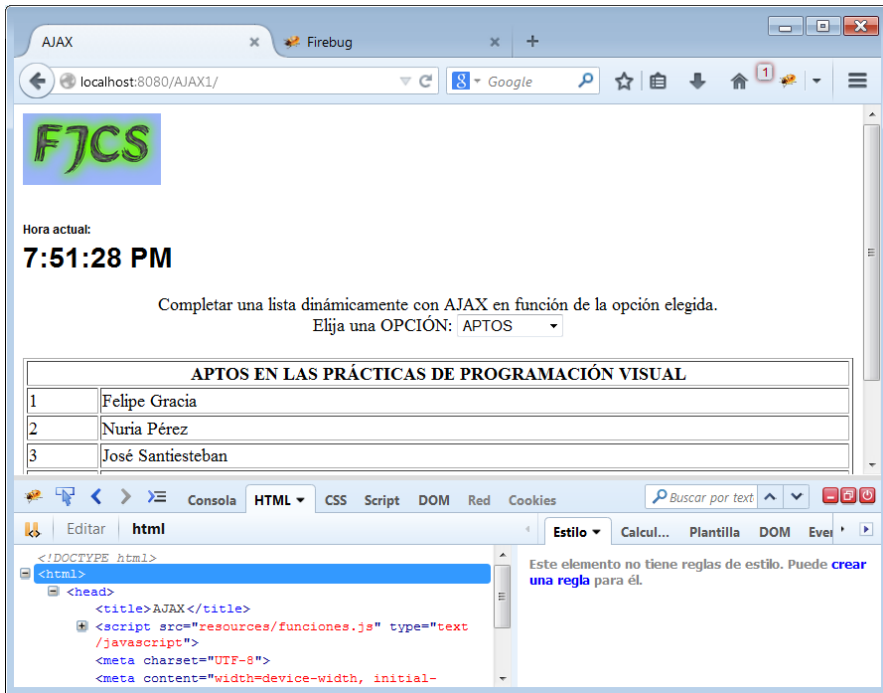 AJAX
Firebug
localhost:8080/AJAX1/
8 Google
1
FJCS
Hora actual:
7:51:28 PM
Completar una lista dinámicamente con AJAX en función de la opción elegida.
Elija una OPCIÓN: APTOS
APTOS EN LAS PRÁCTICAS DE PROGRAMACIÓN VISUAL
1 Felipe Gracia
2 Nuria Pérez
3 José Santiesteban
Consola HTML CSS Script DOM Red Cookies Buscar por text
Editar html
Estilo Calcul... Plantilla DOM Ever
<!DOCTYPE html>
<html>
<head>
<title>AJAX</title>
<script src="resources/funciones.js" type="text
/javascript">
<meta charset="UTF-8">
<meta content="width=device-width, initial-
Este elemento no tiene reglas de estilo. Puede crear
una regla para él.